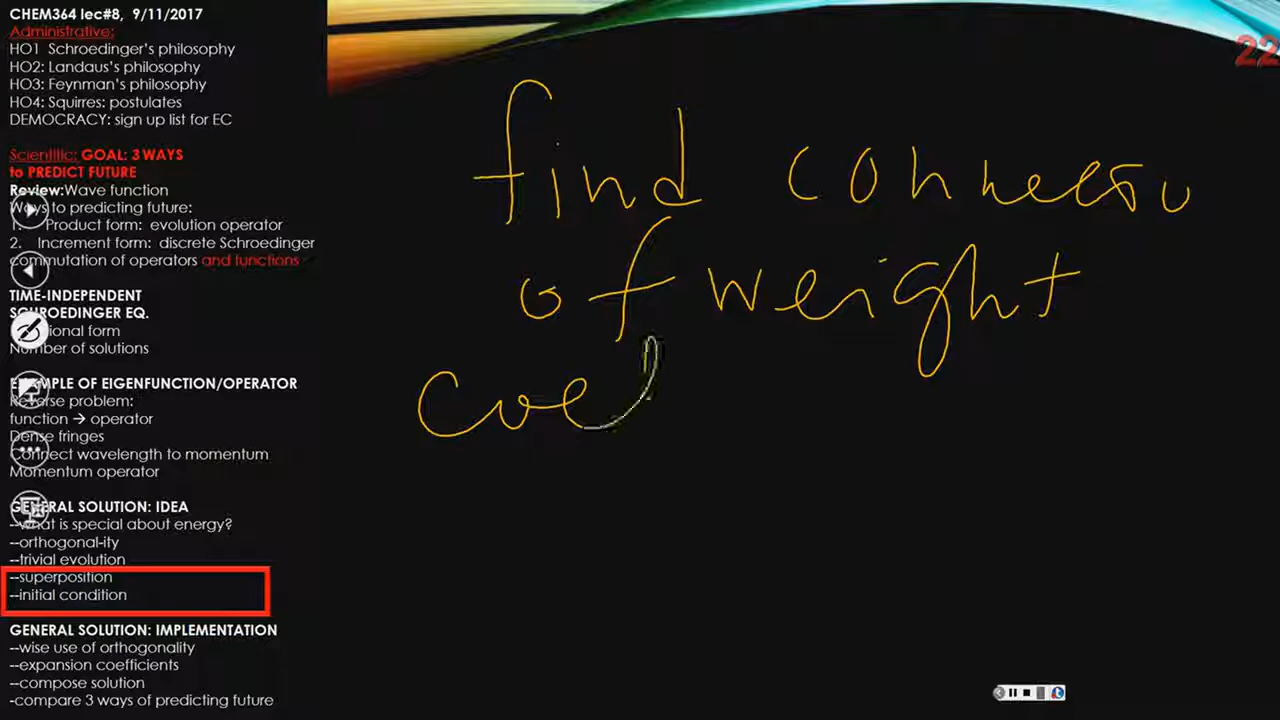 CHEM364 lec#8, 9/11/2017
Administrative:
HO1 Schroedinger's philosophy
HO2: Landaus's philosophy
HO3: Feynman's philosophy
HO4: Squirres: postulates
DEMOCRACY: sign up list for EC
Scientific: GOAL: 3 WAYS
to PREDICT FUTURE
Review: Wave function
Ways to predicting future:
1. Product form: evolution operator
2. Increment form: discrete Schroedinger
commutation of operators and functions
TIME-INDEPENDENT
SCHROEDINGER EQ.
ional form
Number of solutions
EXAMPLE OF EIGENFUNCTION/OPERATOR
Reverse problem:
function → operator
Dense fringes
Connect wavelength to momentum
Momentum operator
GENERAL SOLUTION: IDEA
--what is special about energy?
--orthogonal-ity
--trivial evolution
--superposition
--initial condition
GENERAL SOLUTION: IMPLEMENTATION
--wise use of orthogonality
--expansion coefficients
--compose solution
-compare 3 ways of predicting future
22
find
of weight
coe